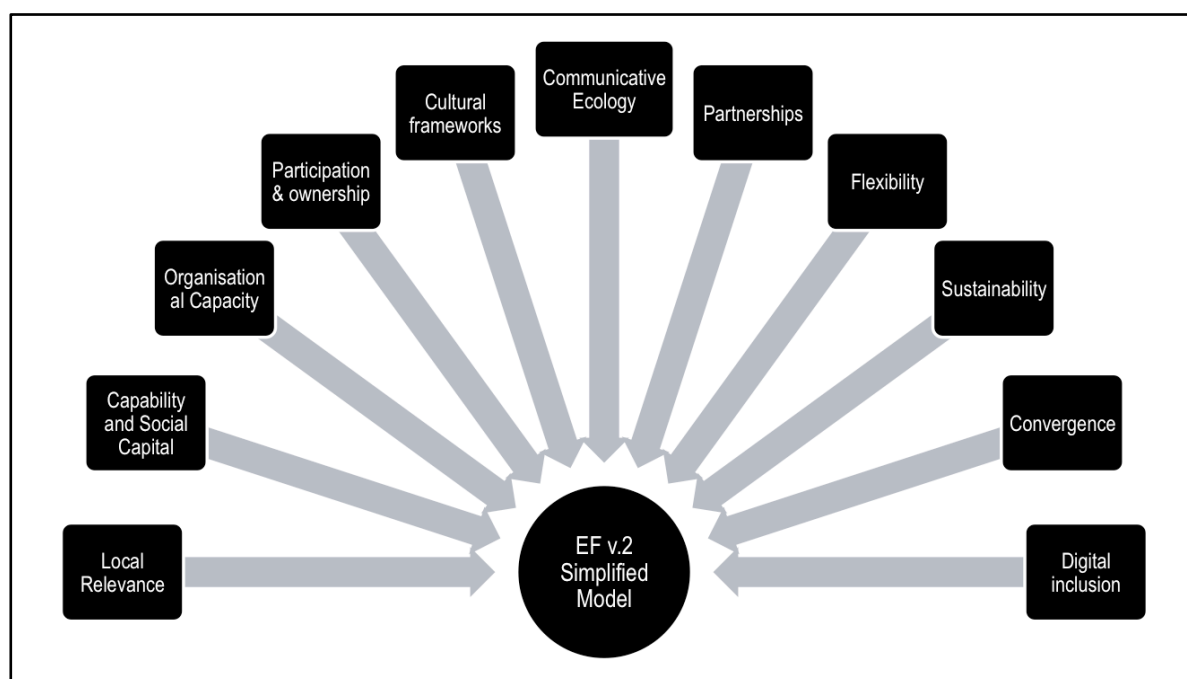 Communicative
Ecology
Cultural
frameworks
Partnerships
Participation
& ownership
Flexibility
Organisation
al Capacity
Sustainability
Capability
and Social
Capital
Convergence
Local
Relevance
EF v.2
Simplified
Model
Digital
inclusion